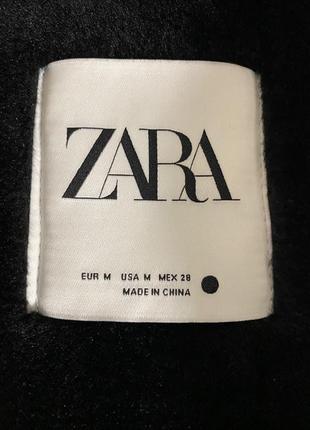 ZARA
EUR M USA M MEX 28
MADE IN CHINA